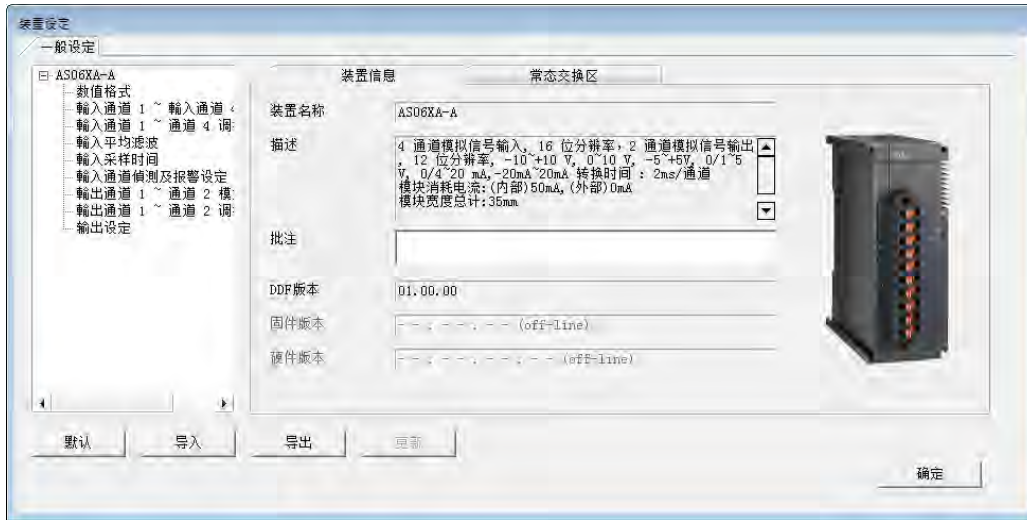 装置设定
一般设定
AS06XA-A
数值格式
輸入通道 1 ~ 輸入通道 4
輸入通道 1 ~ 通道 4 调
輸入平均滤波
輸入采样时间
輸入通道偵測及报警设定
輸出通道 1 ~ 通道 2 模
輸出通道 1 ~ 通道 2 调
输出设定
装置信息
常态交换区
装置名称
AS06XA-A
描述
4 通道模拟信号输入, 16 位分辨率, 2 通道模拟信号输出
, 12 位分辨率, -10~+10 V, 0~10 V, -5~+5V, 0/1~5
V, 0/4~20 mA,-20mA~20mA 转换时间 : 2ms/通道
模块消耗电流:(内部)50mA,(外部)0mA
模块宽度总计:35mm
批注
DDF版本
01.00.00
固件版本
- - . - - . - - (off-line)
硬件版本
- - . - - . - - (off-line)
默认
导入
导出
更新
确定